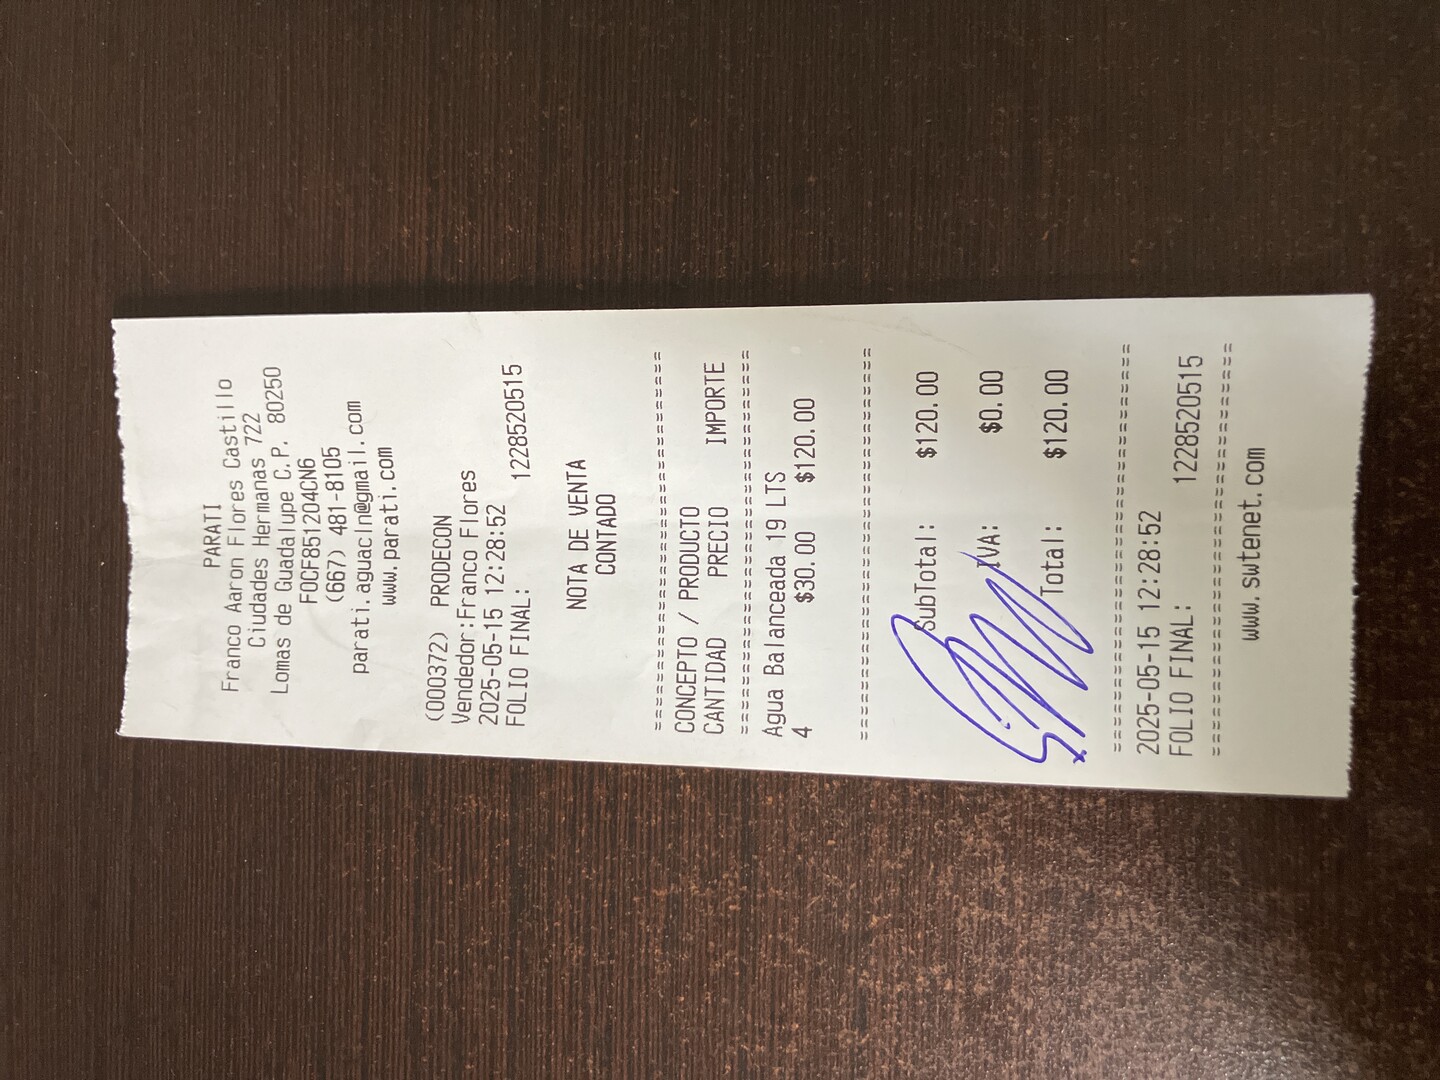 PARATI
Franco Aaron Flores Castillo
Ciudades Hermanas 722
Lomas de Guadalupe C.P. 80250
FOCF851204CN6
(667) 481-8105
parati.aguacln@gmail.com
www.parati.com
(000372) PRODECON
Vendedor:Franco Flores
2025-05-15 12:28:52
FOLIO FINAL: 1228520515
NOTA DE VENTA
CONTADO
==============================
CONCEPTO / PRODUCTO
CANTIDAD PRECIO IMPORTE
==============================
Agua Balanceada 19 LTS
4 $30.00 $120.00
==============================
SubTotal: $120.00
IVA: $0.00
Total: $120.00
==============================
2025-05-15 12:28:52
FOLIO FINAL: 1228520515
==============================
www.swtenet.com